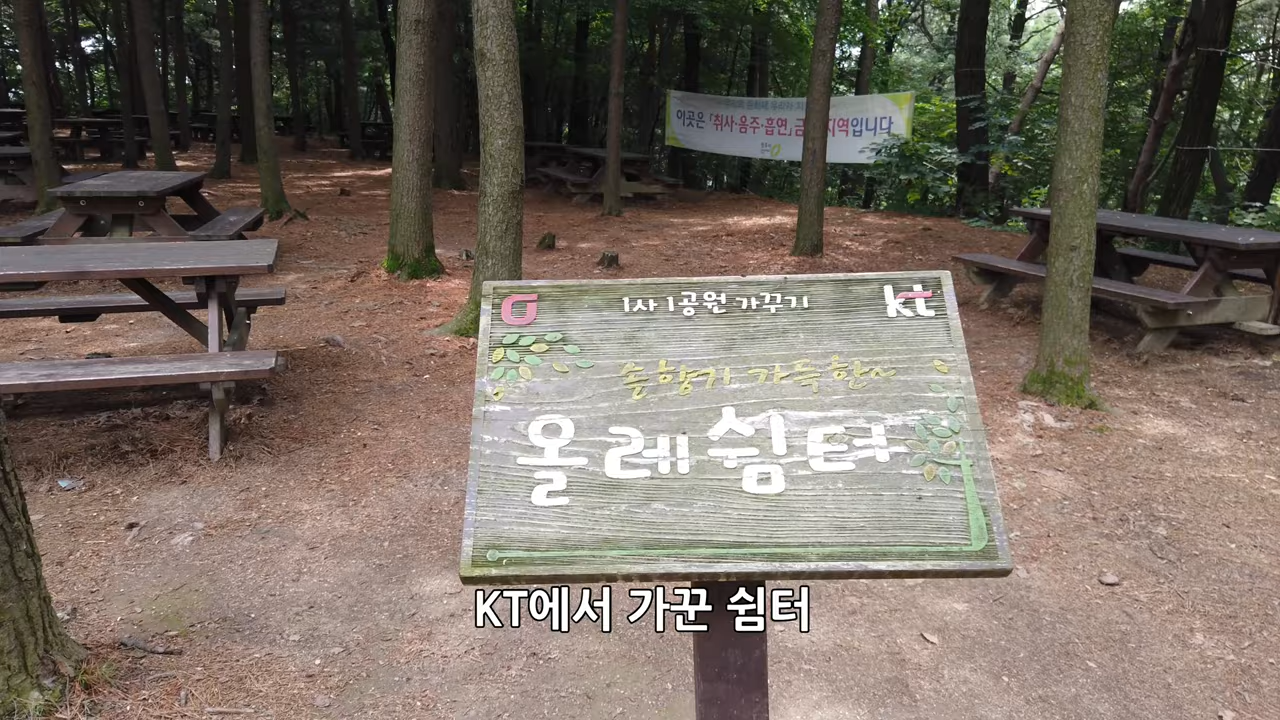 이곳은 「취사·음주·흡연」금 지역입니다
1사 1공원 가꾸기
kt
솔향기 가득한~
올레쉼터
KT에서 가꾼 쉼터